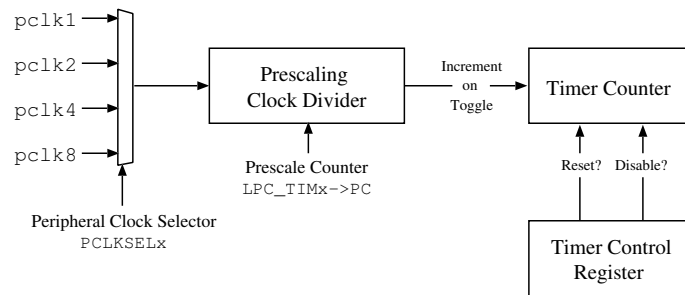 pclk1
pclk2
pclk4
pclk8
Peripheral Clock Selector
PCLKSELx
Prescaling
Clock Divider
Prescale Counter
LPC_TIMx->PC
Increment
on
Toggle
Timer Counter
Reset?
Disable?
Timer Control
Register